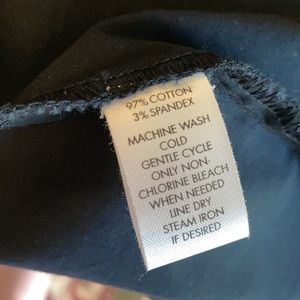 97% COTTON
3% SPANDEX
MACHINE WASH
COLD
GENTLE CYCLE
ONLY NON-
CHLORINE BLEACH
WHEN NEEDED
LINE DRY
STEAM IRON
IF DESIRED